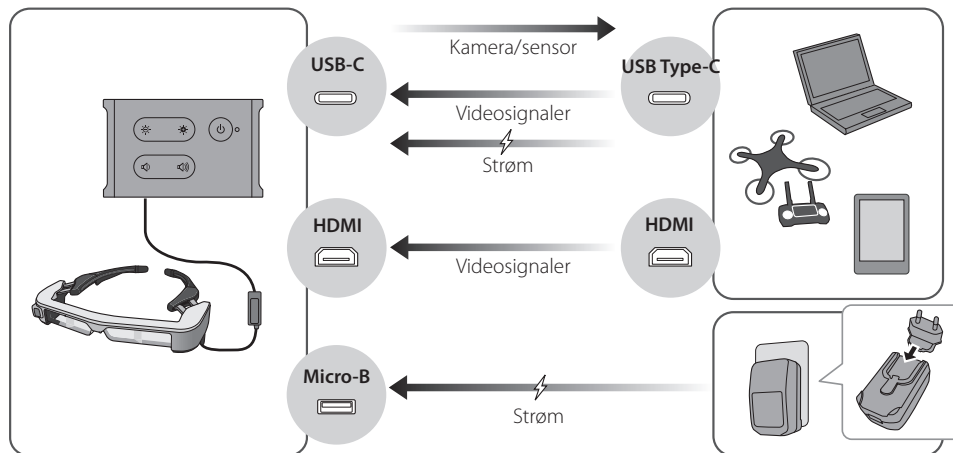 Kamera/sensor
USB-C
USB Type-C
Videosignaler
Strøm
HDMI
HDMI
Videosignaler
Micro-B
Strøm